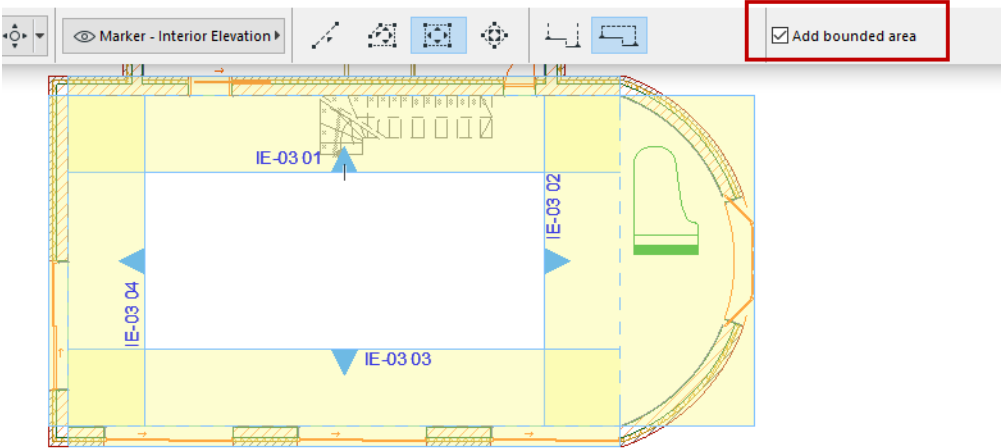 Marker - Interior Elevation
Add bounded area
IE-03 01
IE-03 02
IE-03 04
IE-03 03